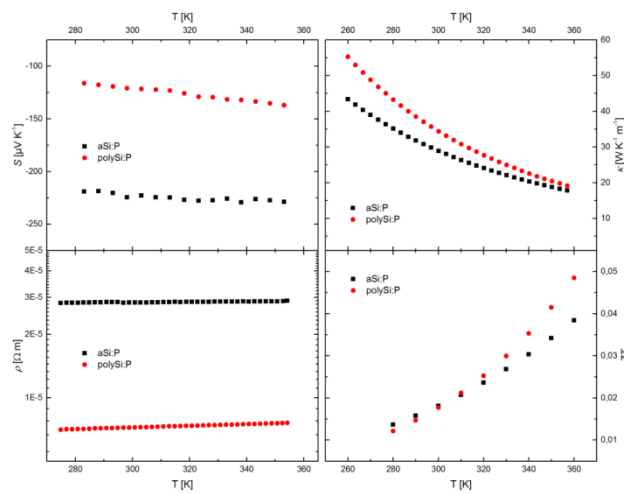 T [K]
T [K]
280 300 320 340 360
260 280 300 320 340 360
-100
-150
-200
-250
S [µV K⁻¹]
aSi:P
polySi:P
60
50
40
30
20
10
κ [W K⁻¹ m⁻¹]
aSi:P
polySi:P
5E-5
4E-5
3E-5
2E-5
1E-5
ρ [Ω m]
aSi:P
polySi:P
0,05
0,04
0,03
0,02
0,01
ZT
aSi:P
polySi:P
280 300 320 340 360
260 280 300 320 340 360
T [K]
T [K]